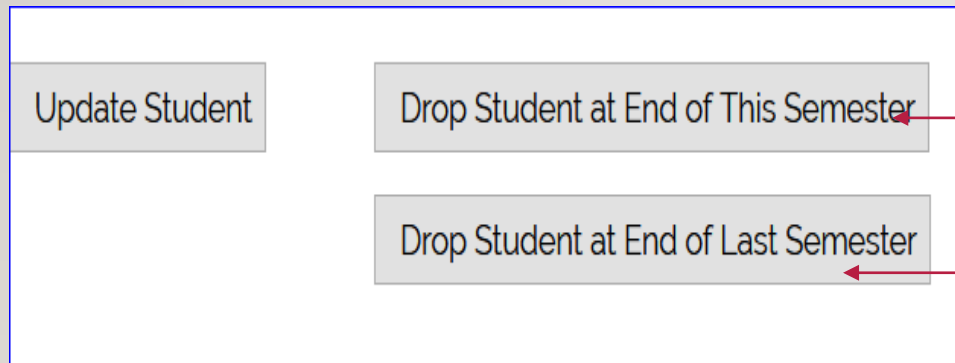 Update Student
Drop Student at End of This Semester
Drop Student at End of Last Semester